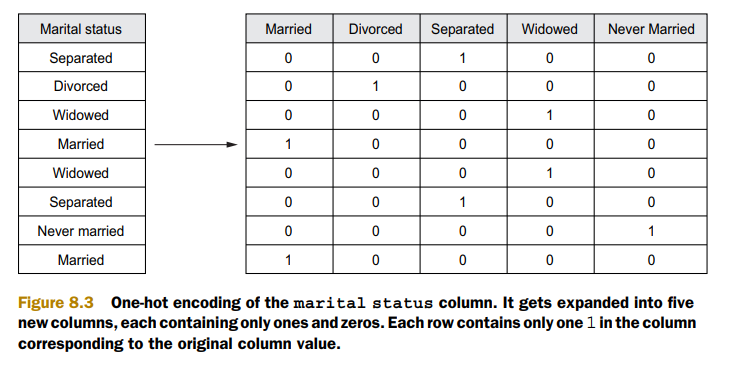 Marital status Married Divorced Separated Widowed Never Married
Separated 0 0 1 0 0
Divorced 0 1 0 0 0
Widowed 0 0 0 1 0
Married 1 0 0 0 0
Widowed 0 0 0 1 0
Separated 0 0 1 0 0
Never married 0 0 0 0 1
Married 1 0 0 0 0
Figure 8.3 One-hot encoding of the marital status column. It gets expanded into five
new columns, each containing only ones and zeros. Each row contains only one 1 in the column
corresponding to the original column value.